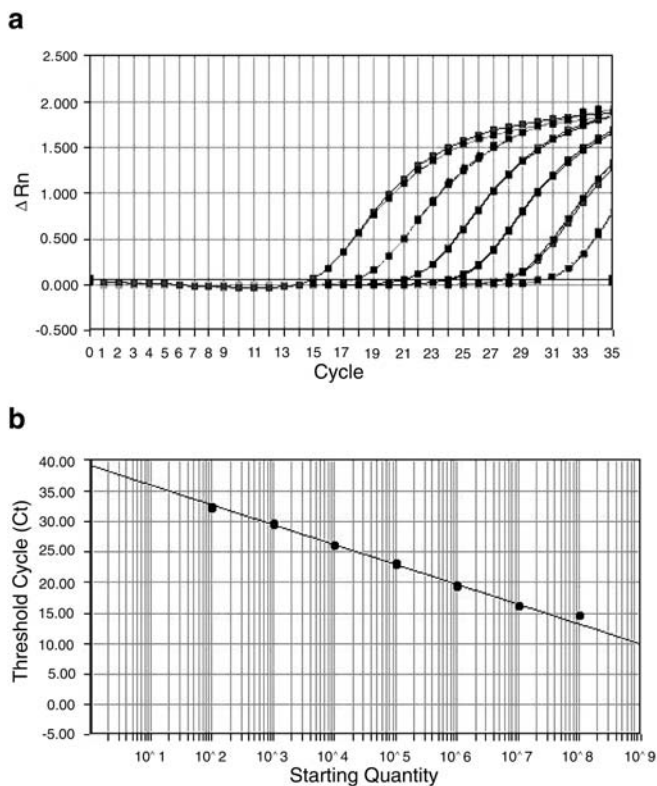 a
2.500
2.000
1.500
1.000
0.500
0.000
-0.500
Δ Rn
0 1 2 3 4 5 6 7 8 9 11 13 15 17 19 21 23 25 27 29 31 33 35
Cycle
b
40.00
35.00
30.00
25.00
20.00
15.00
10.00
5.00
0.00
-5.00
Threshold Cycle (Ct)
10^1 10^2 10^3 10^4 10^5 10^6 10^7 10^8 10^9
Starting Quantity